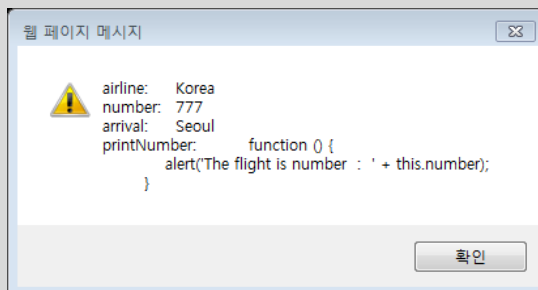 웹 페이지 메시지
airline: Korea
number: 777
arrival: Seoul
printNumber: function () {
alert('The flight is number : ' + this.number);
}
확인